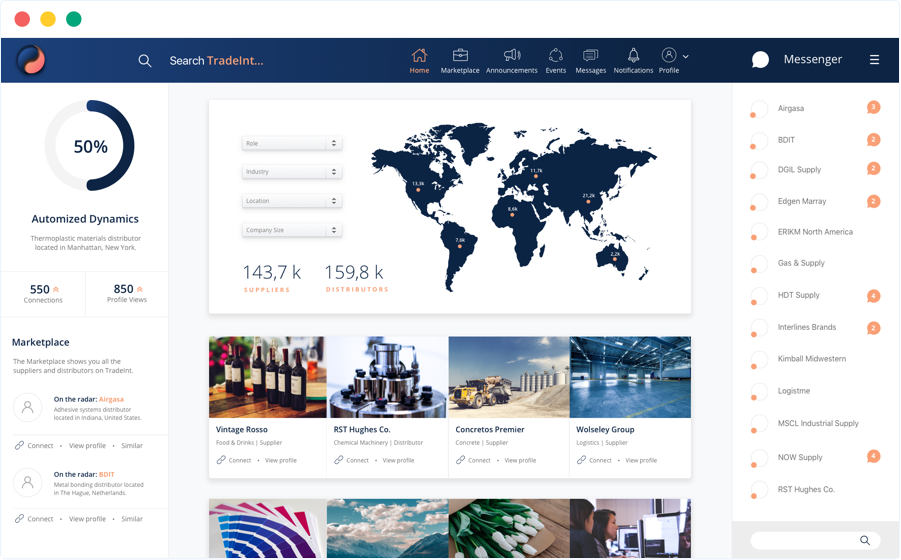 Search TradeInt...
Home
Marketplace
Announcements
Events
Messages
Notifications
Profile
Messenger
50%
Automized Dynamics
Thermoplastic materials distributor
located in Manhattan, New York.
550
Connections
850
Profile Views
Marketplace
The Marketplace shows you all the
suppliers and distributors on TradeInt.
On the radar: Airgasa
Adhesive systems distributor
located in Indiana, United States.
Connect • View profile • Similar
On the radar: BDIT
Metal bonding distributor located
in The Hague, Netherlands.
Connect • View profile • Similar
Role
Industry
Location
Company Size
143,7 k
SUPPLIERS
159,8 k
DISTRIBUTORS
13,3k
11,7k
21,2k
8,6k
7,6k
2,2k
Vintage Rosso
Food & Drinks | Supplier
Connect • View profile
RST Hughes Co.
Chemical Machinery | Distributor
Connect • View profile
Concretos Premier
Concrete | Supplier
Connect • View profile
Wolseley Group
Logistics | Supplier
Connect • View profile
Airgasa 3
BDIT 2
DGIL Supply 2
Edgen Marray 2
ERIKM North America
Gas & Supply
HDT Supply 4
Interlines Brands 2
Kimball Midwestern
Logistme
MSCL Industrial Supply
NOW Supply 4
RST Hughes Co.